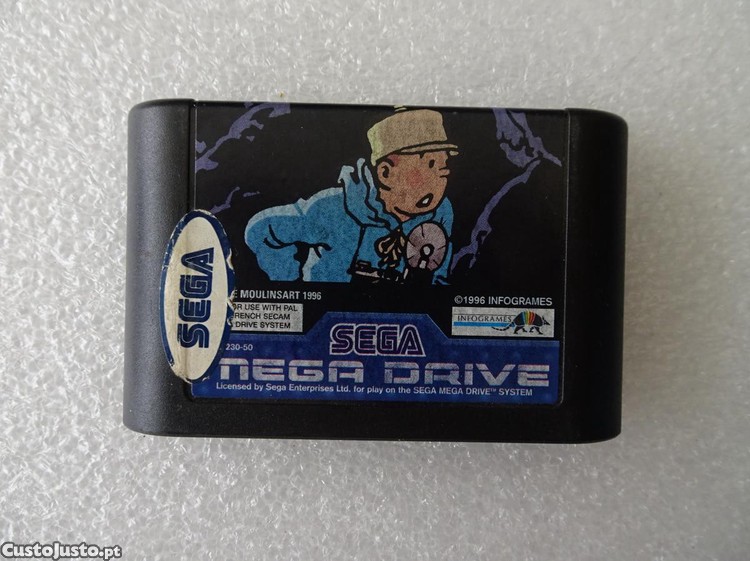 SEGA
E MOULINSART 1996
©1996 INFOGRAMES
OR USE WITH PAL
RENCH SECAM
DRIVE SYSTEM
INFOGRAMES
230-50
SEGA
MEGA DRIVE
Licensed by Sega Enterprises Ltd. for play on the SEGA MEGA DRIVE™ SYSTEM
CustoJusto.pt